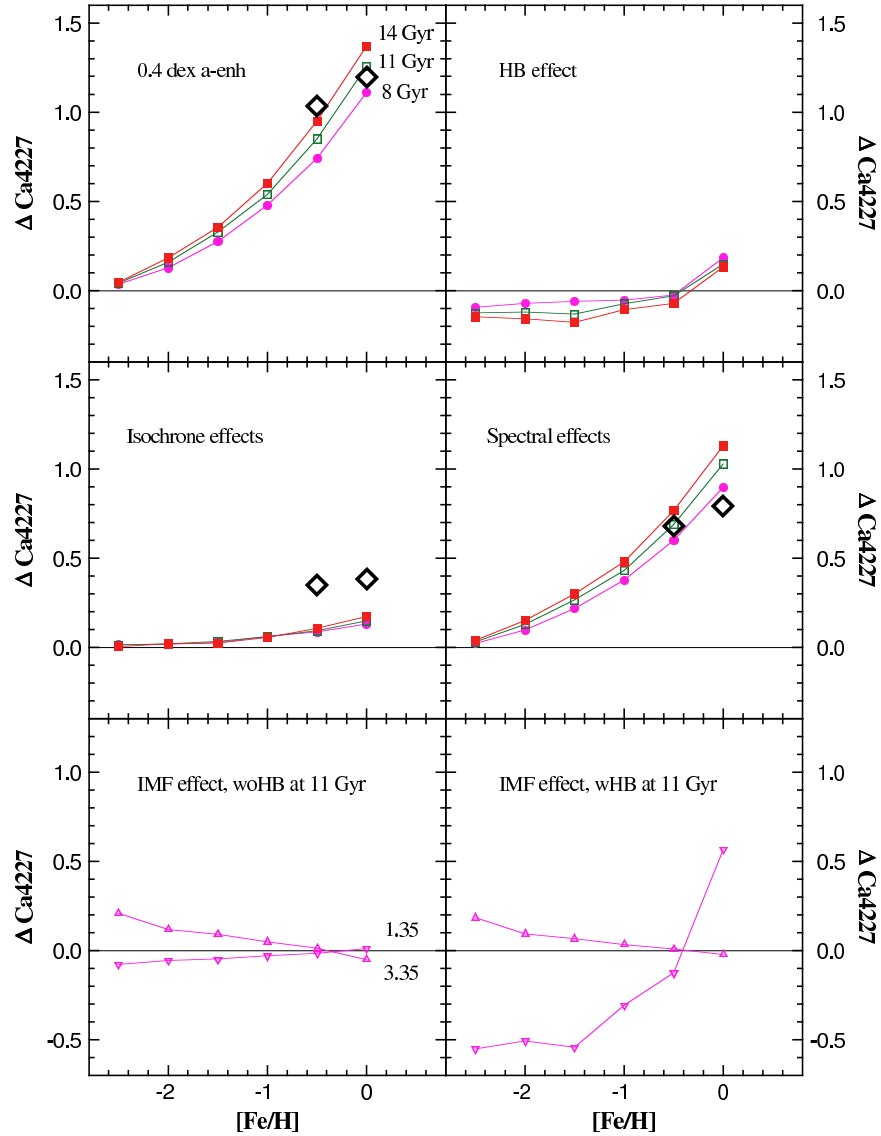 1.5
1.0
0.5
0.0
Δ Ca4227
0.4 dex a-enh
14 Gyr
11 Gyr
8 Gyr
HB effect
1.5
1.0
0.5
0.0
Δ Ca4227
1.5
1.0
0.5
0.0
Δ Ca4227
Isochrone effects
Spectral effects
1.5
1.0
0.5
0.0
Δ Ca4227
1.0
0.5
0.0
-0.5
Δ Ca4227
IMF effect, woHB at 11 Gyr
1.35
3.35
IMF effect, wHB at 11 Gyr
1.0
0.5
0.0
-0.5
Δ Ca4227
-2 -1 0
[Fe/H]
-2 -1 0
[Fe/H]